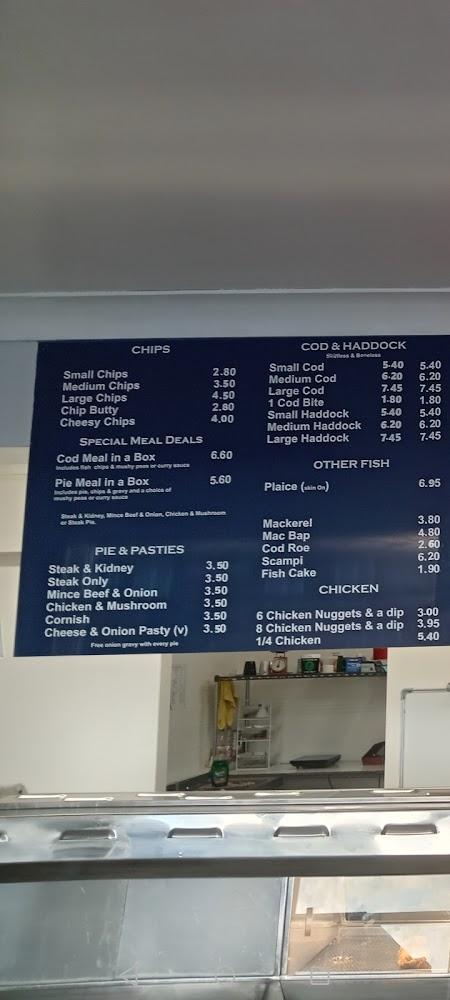 CHIPS
Small Chips 2.80
Medium Chips 3.50
Large Chips 4.50
Chip Butty 2.80
Cheesy Chips 4.00
SPECIAL MEAL DEALS
Cod Meal in a Box 6.60
Includes fish chips & mushy peas or curry sauce
Pie Meal in a Box 5.60
Includes pie, chips & gravy and a choice of
mushy peas or curry sauce
Steak & Kidney, Mince Beef & Onion, Chicken & Mushroom
or Steak Pie.
PIE & PASTIES
Steak & Kidney 3.50
Steak Only 3.50
Mince Beef & Onion 3.50
Chicken & Mushroom 3.50
Cornish 3.50
Cheese & Onion Pasty (v) 3.50
Free onion gravy with every pie
COD & HADDOCK
Skinless & Boneless
Small Cod 5.40 5.40
Medium Cod 6.20 6.20
Large Cod 7.45 7.45
1 Cod Bite 1.80 1.80
Small Haddock 5.40 5.40
Medium Haddock 6.20 6.20
Large Haddock 7.45 7.45
OTHER FISH
Plaice (skin On) 6.95
Mackerel 3.80
Mac Bap 4.80
Cod Roe 2.60
Scampi 6.20
Fish Cake 1.90
CHICKEN
6 Chicken Nuggets & a dip 3.00
8 Chicken Nuggets & a dip 3.95
1/4 Chicken 5.40